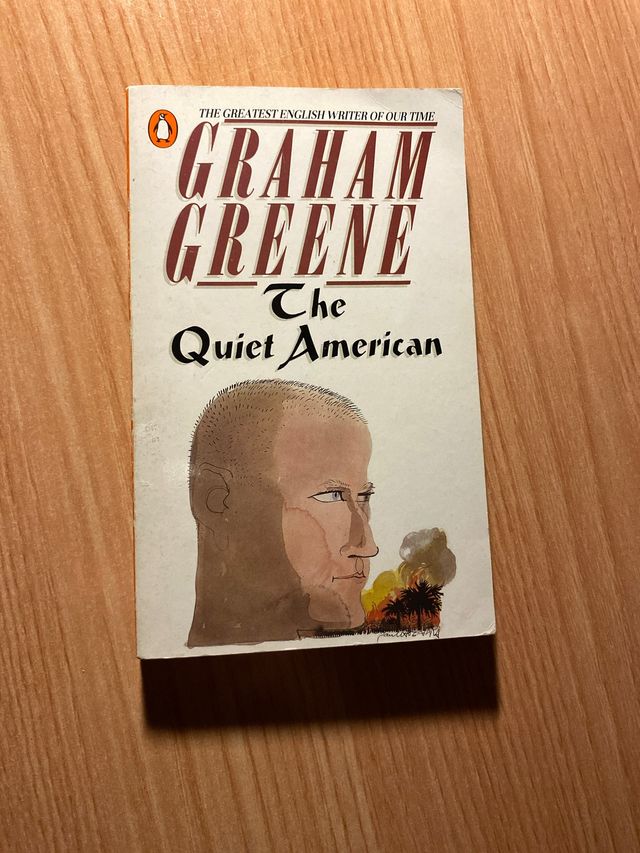 THE GREATEST ENGLISH WRITER OF OUR TIME
GRAHAM
GREENE
The
Quiet American